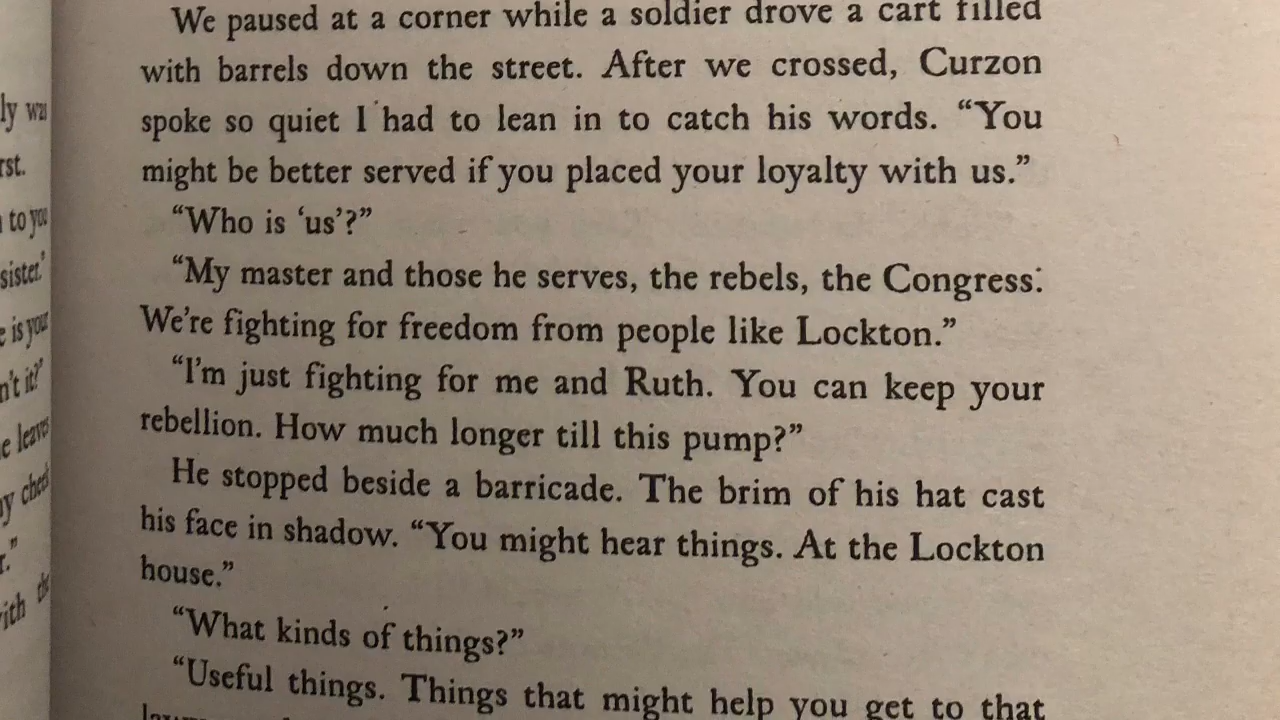 We paused at a corner while a soldier drove a cart filled
with barrels down the street. After we crossed, Curzon
spoke so quiet I had to lean in to catch his words. “You
might be better served if you placed your loyalty with us.”
“Who is ‘us’?”
“My master and those he serves, the rebels, the Congress.
We’re fighting for freedom from people like Lockton.”
“I’m just fighting for me and Ruth. You can keep your
rebellion. How much longer till this pump?”
He stopped beside a barricade. The brim of his hat cast
his face in shadow. “You might hear things. At the Lockton
house.”
“What kinds of things?”
“Useful things. Things that might help you get to that